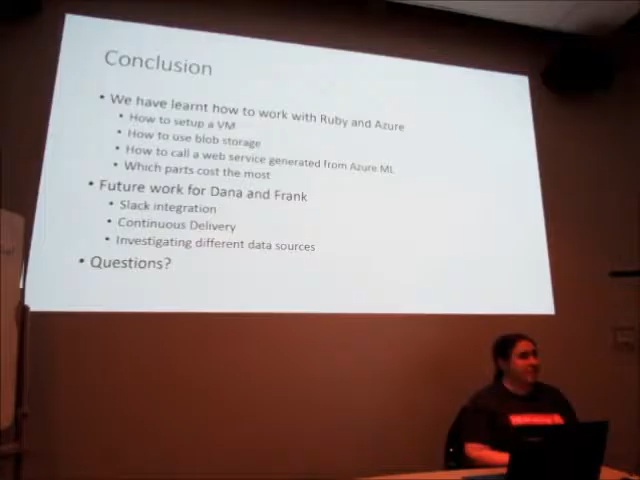 Conclusion
• We have learnt how to work with Ruby and Azure
• How to setup a VM
• How to use blob storage
• How to call a web service generated from Azure ML
• Which parts cost the most
• Future work for Dana and Frank
• Slack integration
• Continuous Delivery
• Investigating different data sources
• Questions?